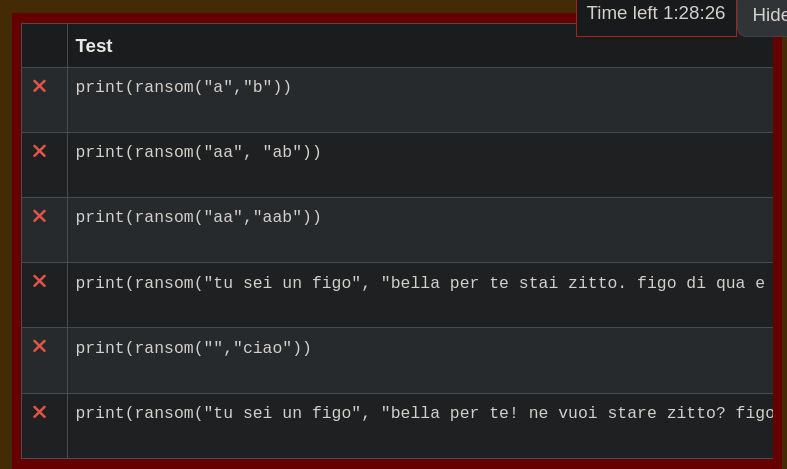 Time left 1:28:26
Hide
Test
print(ransom("a","b"))
print(ransom("aa", "ab"))
print(ransom("aa","aab"))
print(ransom("tu sei un figo", "bella per te stai zitto. figo di qua e
print(ransom("","ciao"))
print(ransom("tu sei un figo", "bella per te! ne vuoi stare zitto? figo